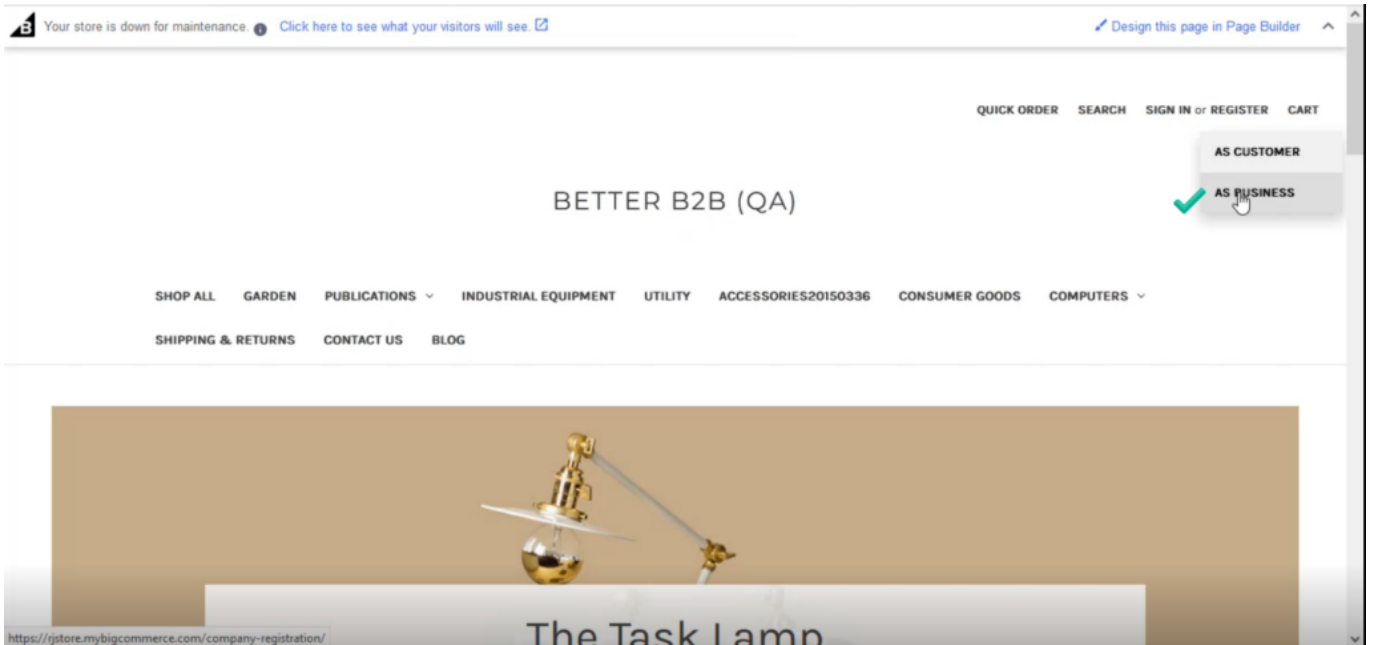 Your store is down for maintenance. Click here to see what your visitors will see. Design this page in Page Builder
QUICK ORDER SEARCH SIGN IN or REGISTER CART
AS CUSTOMER
AS BUSINESS
BETTER B2B (QA)
SHOP ALL GARDEN PUBLICATIONS INDUSTRIAL EQUIPMENT UTILITY ACCESSORIES20150336 CONSUMER GOODS COMPUTERS
SHIPPING & RETURNS CONTACT US BLOG
The Task Lamp
https://rjstore.mybigcommerce.com/company-registration/